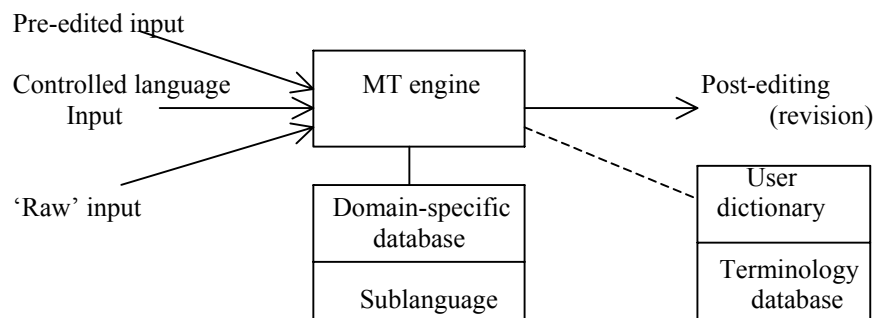 Pre-edited input
Controlled language
Input
‘Raw’ input
MT engine
Domain-specific
database
Sublanguage
Post-editing
(revision)
User
dictionary
Terminology
database